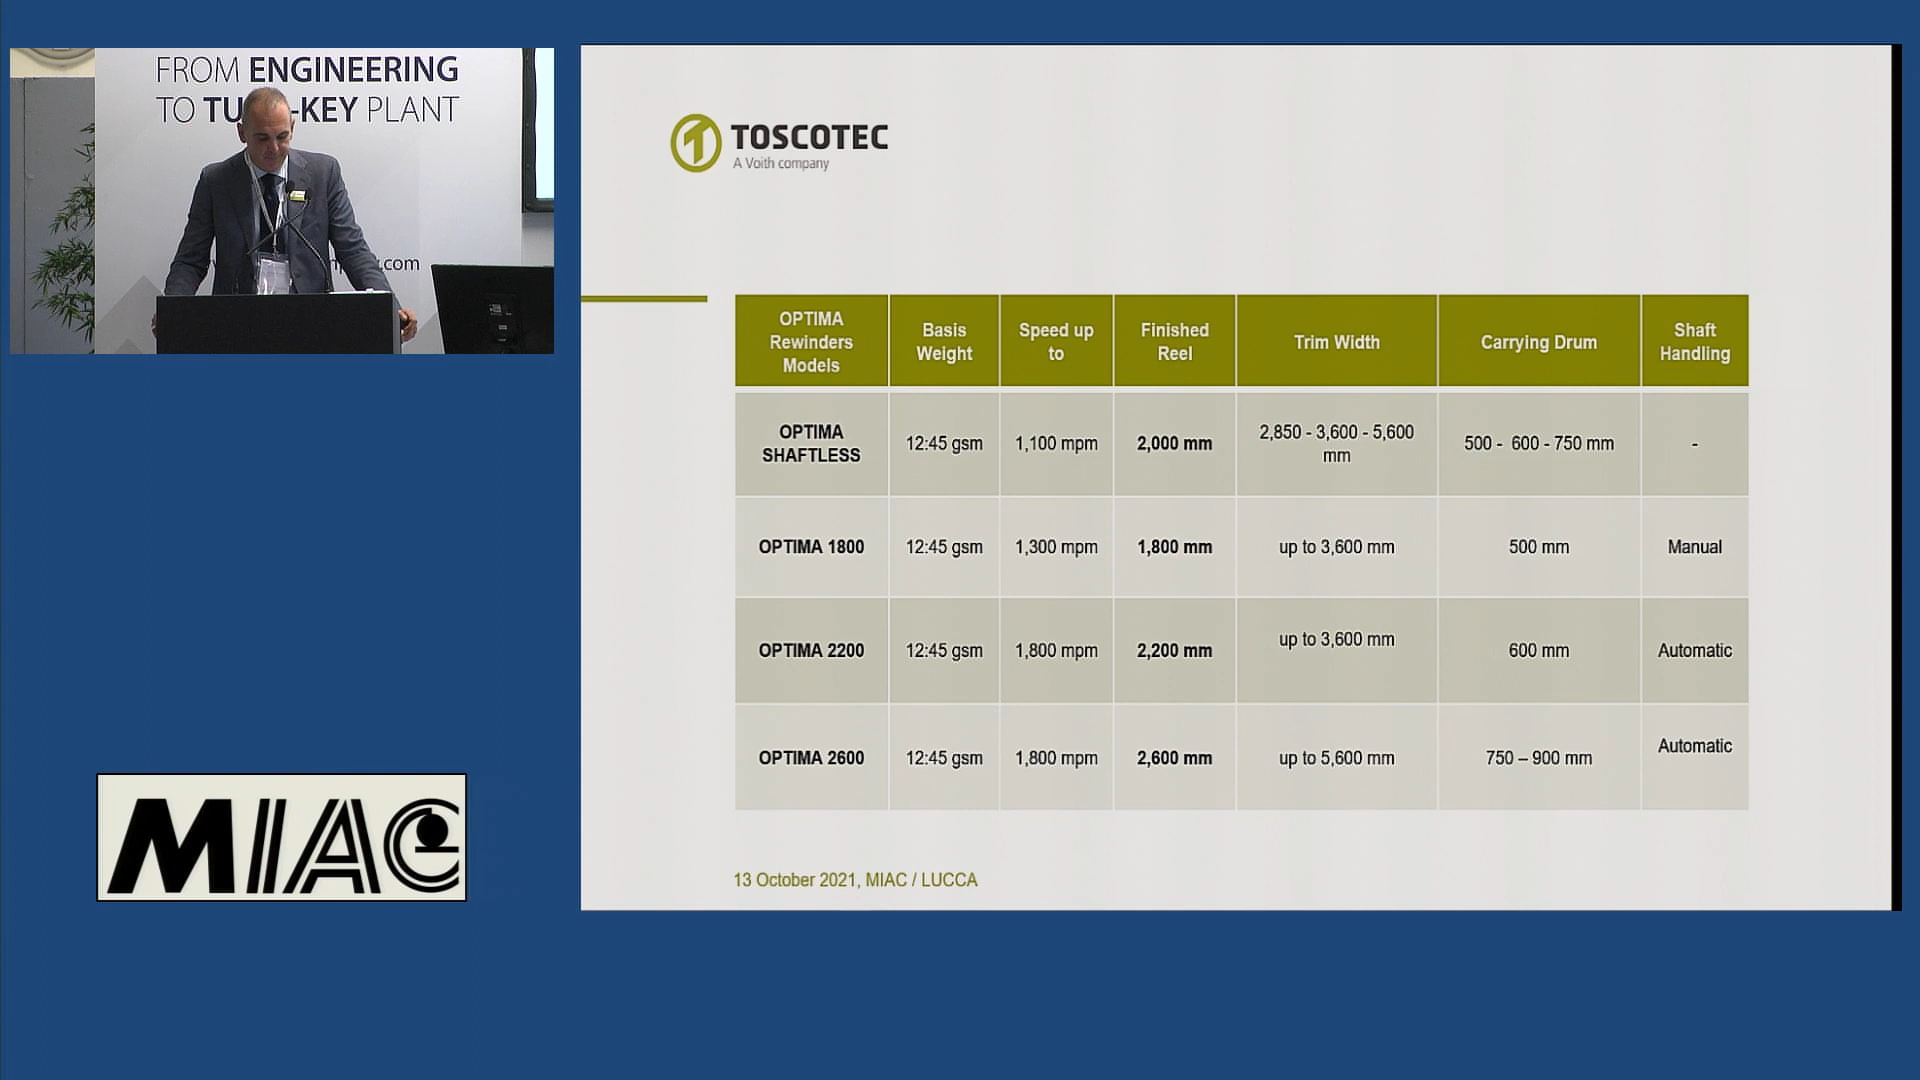 FROM ENGINEERING
TO -KEY PLANT
.com
TOSCOTEC
A Voith company
OPTIMA
Rewinders
Models
Basis
Weight
Speed up
to
Finished
Reel
Trim Width
Carrying Drum
Shaft
Handling
OPTIMA
SHAFTLESS
12:45 gsm
1,100 mpm
2,000 mm
2,850 - 3,600 - 5,600
mm
500 - 600 - 750 mm
-
OPTIMA 1800
12:45 gsm
1,300 mpm
1,800 mm
up to 3,600 mm
500 mm
Manual
OPTIMA 2200
12:45 gsm
1,800 mpm
2,200 mm
up to 3,600 mm
600 mm
Automatic
OPTIMA 2600
12:45 gsm
1,800 mpm
2,600 mm
up to 5,600 mm
750 – 900 mm
Automatic
13 October 2021, MIAC / LUCCA
MIAC